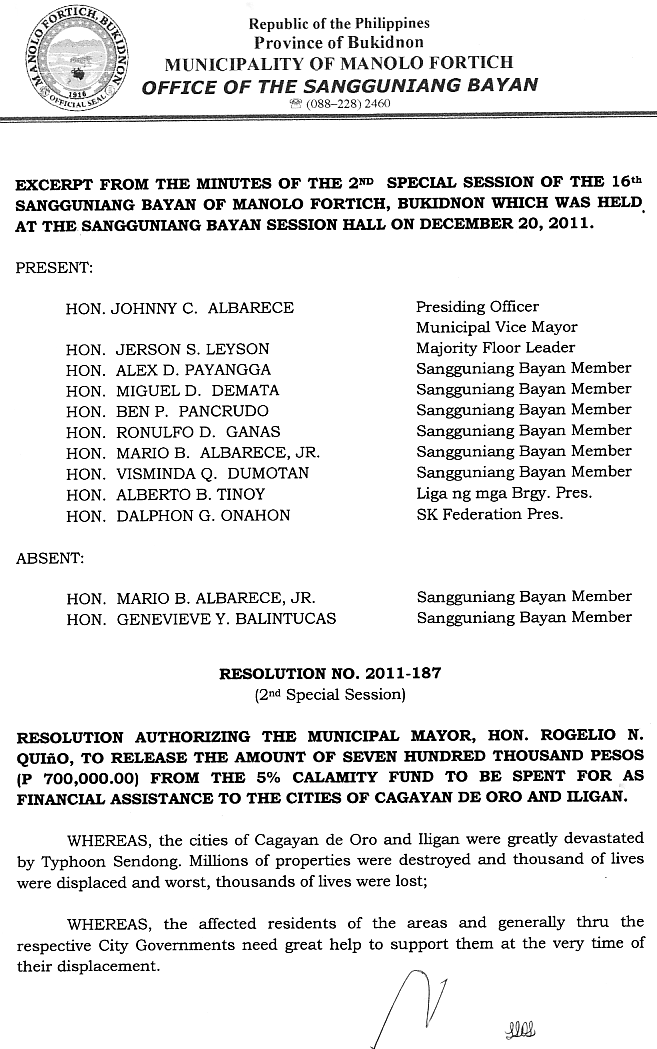 MANOLO FORTICH, BUKIDNON
1916
OFFICIAL SEAL
Republic of the Philippines
Province of Bukidnon
MUNICIPALITY OF MANOLO FORTICH
OFFICE OF THE SANGGUNIANG BAYAN
☏ (088–228) 2460
EXCERPT FROM THE MINUTES OF THE 2ND SPECIAL SESSION OF THE 16th
SANGGUNIANG BAYAN OF MANOLO FORTICH, BUKIDNON WHICH WAS HELD
AT THE SANGGUNIANG BAYAN SESSION HALL ON DECEMBER 20, 2011.
PRESENT:
HON. JOHNNY C. ALBARECE Presiding Officer
Municipal Vice Mayor
HON. JERSON S. LEYSON Majority Floor Leader
HON. ALEX D. PAYANGGA Sangguniang Bayan Member
HON. MIGUEL D. DEMATA Sangguniang Bayan Member
HON. BEN P. PANCRUDO Sangguniang Bayan Member
HON. RONULFO D. GANAS Sangguniang Bayan Member
HON. MARIO B. ALBARECE, JR. Sangguniang Bayan Member
HON. VISMINDA Q. DUMOTAN Sangguniang Bayan Member
HON. ALBERTO B. TINOY Liga ng mga Brgy. Pres.
HON. DALPHON G. ONAHON SK Federation Pres.
ABSENT:
HON. MARIO B. ALBARECE, JR. Sangguniang Bayan Member
HON. GENEVIEVE Y. BALINTUCAS Sangguniang Bayan Member
RESOLUTION NO. 2011-187
(2nd Special Session)
RESOLUTION AUTHORIZING THE MUNICIPAL MAYOR, HON. ROGELIO N.
QUIñO, TO RELEASE THE AMOUNT OF SEVEN HUNDRED THOUSAND PESOS
(P 700,000.00) FROM THE 5% CALAMITY FUND TO BE SPENT FOR AS
FINANCIAL ASSISTANCE TO THE CITIES OF CAGAYAN DE ORO AND ILIGAN.
WHEREAS, the cities of Cagayan de Oro and Iligan were greatly devastated
by Typhoon Sendong. Millions of properties were destroyed and thousand of lives
were displaced and worst, thousands of lives were lost;
WHEREAS, the affected residents of the areas and generally thru the
respective City Governments need great help to support them at the very time of
their displacement.